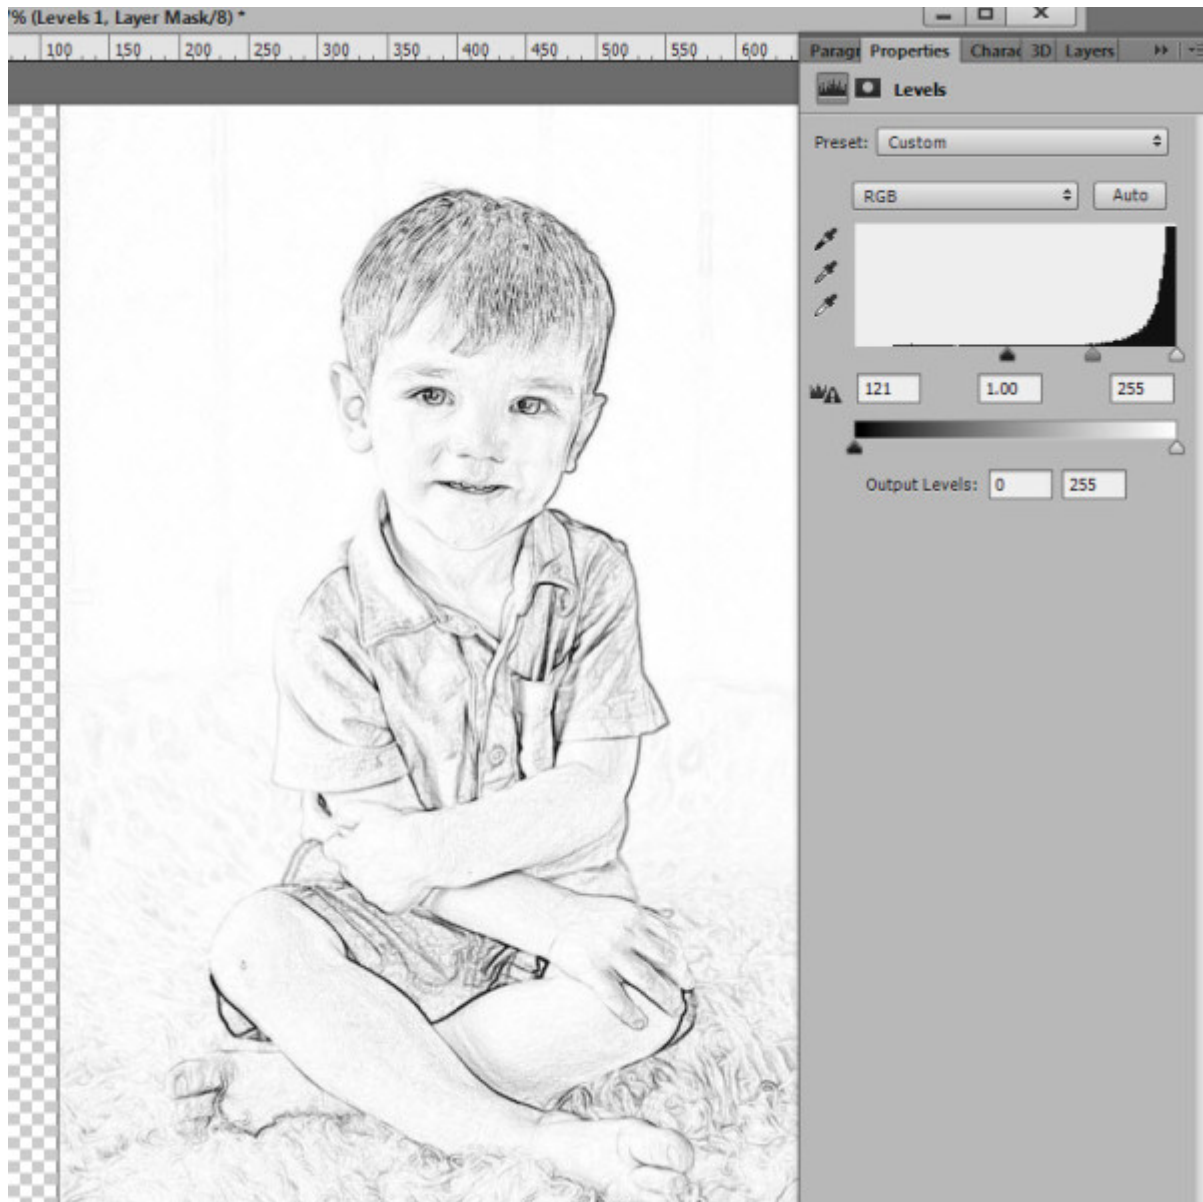 % (Levels 1, Layer Mask/8) *
100 150 200 250 300 350 400 450 500 550 600
Paragr Properties Charac 3D Layers
Levels
Preset: Custom
RGB Auto
121 1.00 255
Output Levels: 0 255